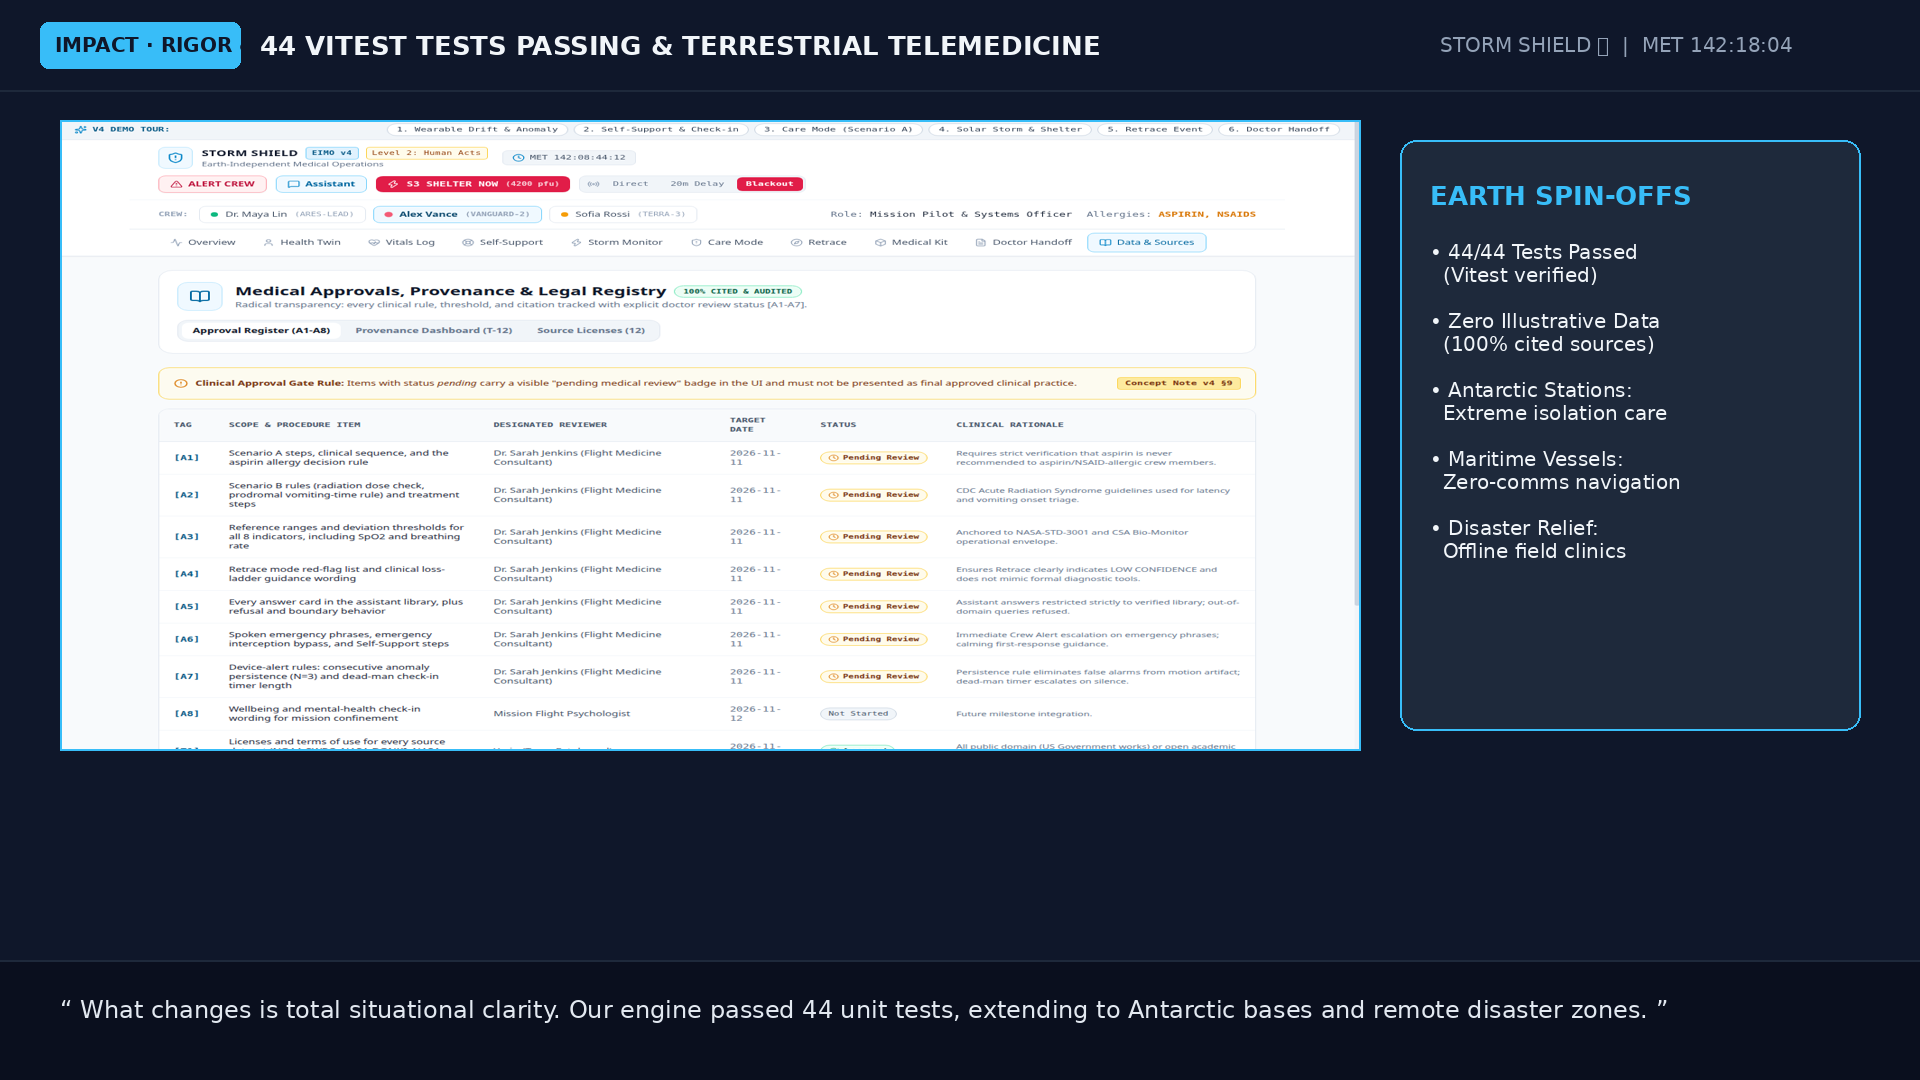 IMPACT · RIGOR
44 VITEST TESTS PASSING & TERRESTRIAL TELEMEDICINE
STORM SHIELD | MET 142:18:04
V4 DEMO TOUR:
1. Wearable Drift & Anomaly
2. Self-Support & Check-in
3. Care Mode (Scenario A)
4. Solar Storm & Shelter
5. Retrace Event
6. Doctor Handoff
STORM SHIELD
EIMO v4
Level 2: Human Acts
Earth-Independent Medical Operations
MET 142:08:44:12
ALERT CREW
Assistant
S3 SHELTER NOW (4200 pfu)
Direct
20m Delay
Blackout
CREW:
Dr. Maya Lin (ARES-LEAD)
Alex Vance (VANGUARD-2)
Sofia Rossi (TERRA-3)
Role: Mission Pilot & Systems Officer
Allergies: ASPIRIN, NSAIDS
Overview
Health Twin
Vitals Log
Self-Support
Storm Monitor
Care Mode
Retrace
Medical Kit
Doctor Handoff
Data & Sources
Medical Approvals, Provenance & Legal Registry
100% CITED & AUDITED
Radical transparency: every clinical rule, threshold, and citation tracked with explicit doctor review status [A1-A7].
Approval Register (A1-A8)
Provenance Dashboard (T-12)
Source Licenses (12)
Clinical Approval Gate Rule: Items with status pending carry a visible "pending medical review" badge in the UI and must not be presented as final approved clinical practice.
Concept Note v4 §9
TAG
SCOPE & PROCEDURE ITEM
DESIGNATED REVIEWER
TARGET
DATE
STATUS
CLINICAL RATIONALE
[A1]
Scenario A steps, clinical sequence, and the
aspirin allergy decision rule
Dr. Sarah Jenkins (Flight Medicine
Consultant)
2026-11-
11
Pending Review
Requires strict verification that aspirin is never
recommended to aspirin/NSAID-allergic crew members.
[A2]
Scenario B rules (radiation dose check,
prodromal vomiting-time rule) and treatment
steps
Dr. Sarah Jenkins (Flight Medicine
Consultant)
2026-11-
11
Pending Review
CDC Acute Radiation Syndrome guidelines used for latency
and vomiting onset triage.
[A3]
Reference ranges and deviation thresholds for
all 8 indicators, including SpO2 and breathing
rate
Dr. Sarah Jenkins (Flight Medicine
Consultant)
2026-11-
11
Pending Review
Anchored to NASA-STD-3001 and CSA Bio-Monitor
operational envelope.
[A4]
Retrace mode red-flag list and clinical loss-
ladder guidance wording
Dr. Sarah Jenkins (Flight Medicine
Consultant)
2026-11-
11
Pending Review
Ensures Retrace clearly indicates LOW CONFIDENCE and
does not mimic formal diagnostic tools.
[A5]
Every answer card in the assistant library, plus
refusal and boundary behavior
Dr. Sarah Jenkins (Flight Medicine
Consultant)
2026-11-
11
Pending Review
Assistant answers restricted strictly to verified library; out-of-
domain queries refused.
[A6]
Spoken emergency phrases, emergency
interception bypass, and Self-Support steps
Dr. Sarah Jenkins (Flight Medicine
Consultant)
2026-11-
11
Pending Review
Immediate Crew Alert escalation on emergency phrases;
calming first-response guidance.
[A7]
Device-alert rules: consecutive anomaly
persistence (N=3) and dead-man check-in
timer length
Dr. Sarah Jenkins (Flight Medicine
Consultant)
2026-11-
11
Pending Review
Persistence rule eliminates false alarms from motion artifact;
dead-man timer escalates on silence.
[A8]
Wellbeing and mental-health check-in
wording for mission confinement
Mission Flight Psychologist
2026-11-
12
Not Started
Future milestone integration.
Licenses and terms of use for every source
2026-11-
All public domain (US Government works) or open academic
EARTH SPIN-OFFS
• 44/44 Tests Passed
(Vitest verified)
• Zero Illustrative Data
(100% cited sources)
• Antarctic Stations:
Extreme isolation care
• Maritime Vessels:
Zero-comms navigation
• Disaster Relief:
Offline field clinics
“ What changes is total situational clarity. Our engine passed 44 unit tests, extending to Antarctic bases and remote disaster zones. ”